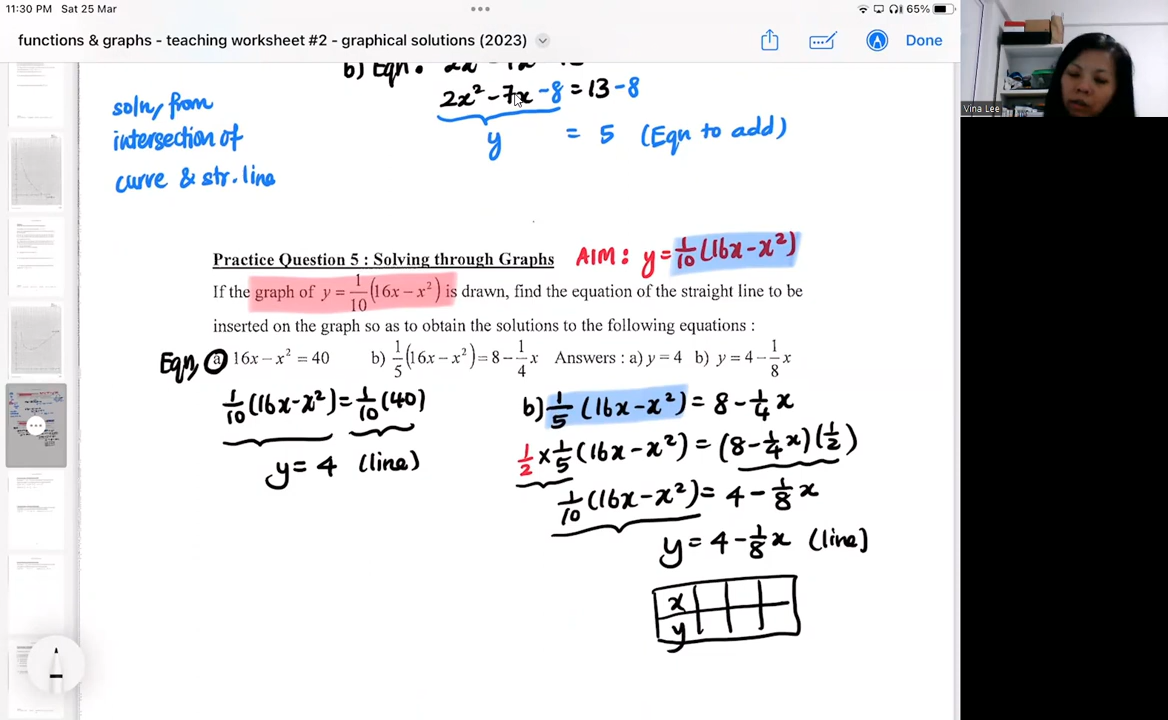 11:30 PM Sat 25 Mar
65%
functions & graphs - teaching worksheet #2 - graphical solutions (2023)
Done
Vina Lee
b) Eqn :
2x² - 7x - 8 = 13 - 8
y = 5 (Eqn to add)
soln, from
intersection of
curve & str. line
Practice Question 5 : Solving through Graphs
AIM : y = 1/10 (16x - x²)
If the graph of y = 1/10 (16x - x²) is drawn, find the equation of the straight line to be
inserted on the graph so as to obtain the solutions to the following equations :
Eqn, a 16x - x² = 40 b) 1/5 (16x - x²) = 8 - 1/4 x Answers : a) y = 4 b) y = 4 - 1/8 x
1/10 (16x - x²) = 1/10 (40)
y = 4 (line)
b) 1/5 (16x - x²) = 8 - 1/4 x
1/2 × 1/5 (16x - x²) = (8 - 1/4 x)(1/2)
1/10 (16x - x²) = 4 - 1/8 x
y = 4 - 1/8 x (line)
x
y